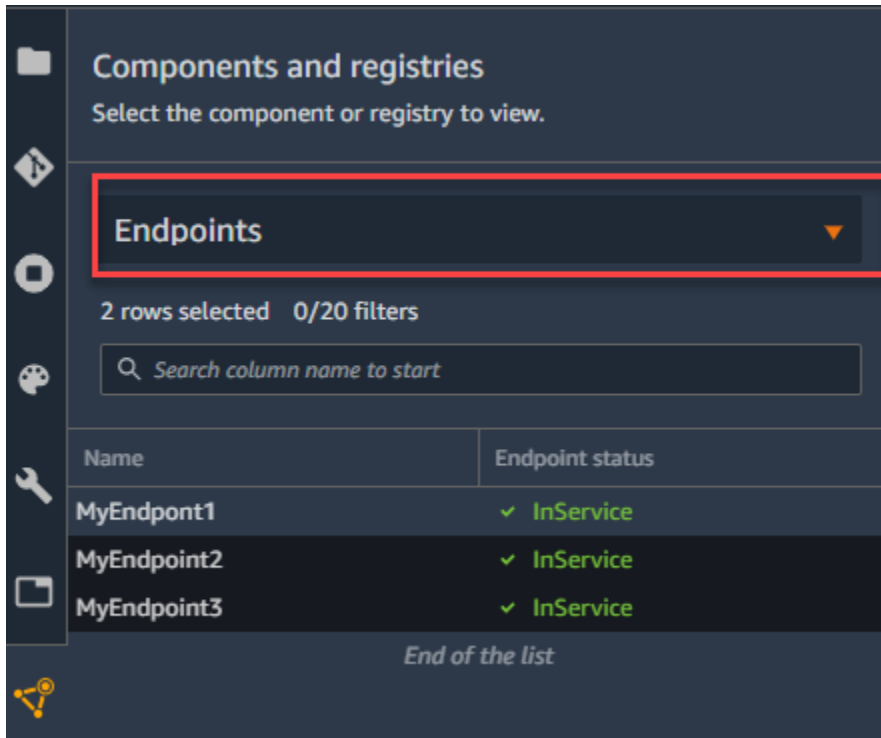 Components and registries
Select the component or registry to view.
Endpoints
2 rows selected 0/20 filters
Search column name to start
Name Endpoint status
MyEndpont1 InService
MyEndpoint2 InService
MyEndpoint3 InService
End of the list